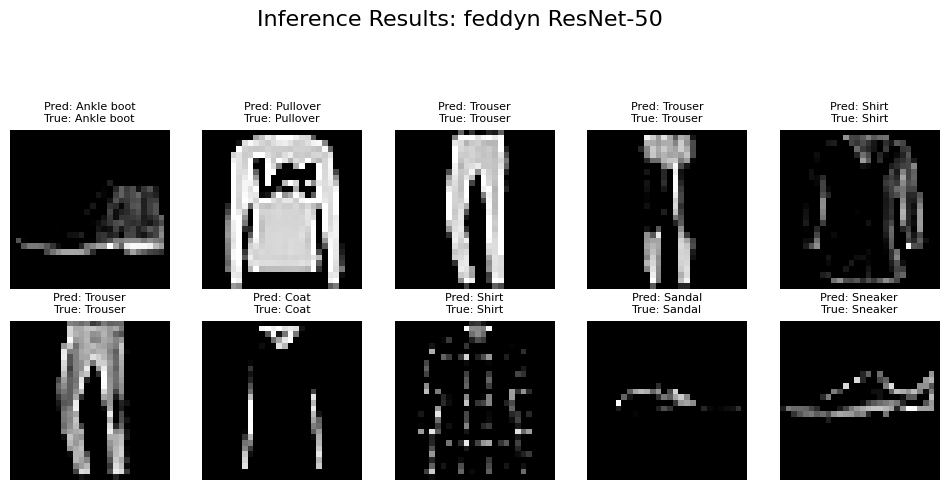 Inference Results: feddyn ResNet-50
Pred: Ankle boot
True: Ankle boot
Pred: Pullover
True: Pullover
Pred: Trouser
True: Trouser
Pred: Trouser
True: Trouser
Pred: Shirt
True: Shirt
Pred: Trouser
True: Trouser
Pred: Coat
True: Coat
Pred: Shirt
True: Shirt
Pred: Sandal
True: Sandal
Pred: Sneaker
True: Sneaker